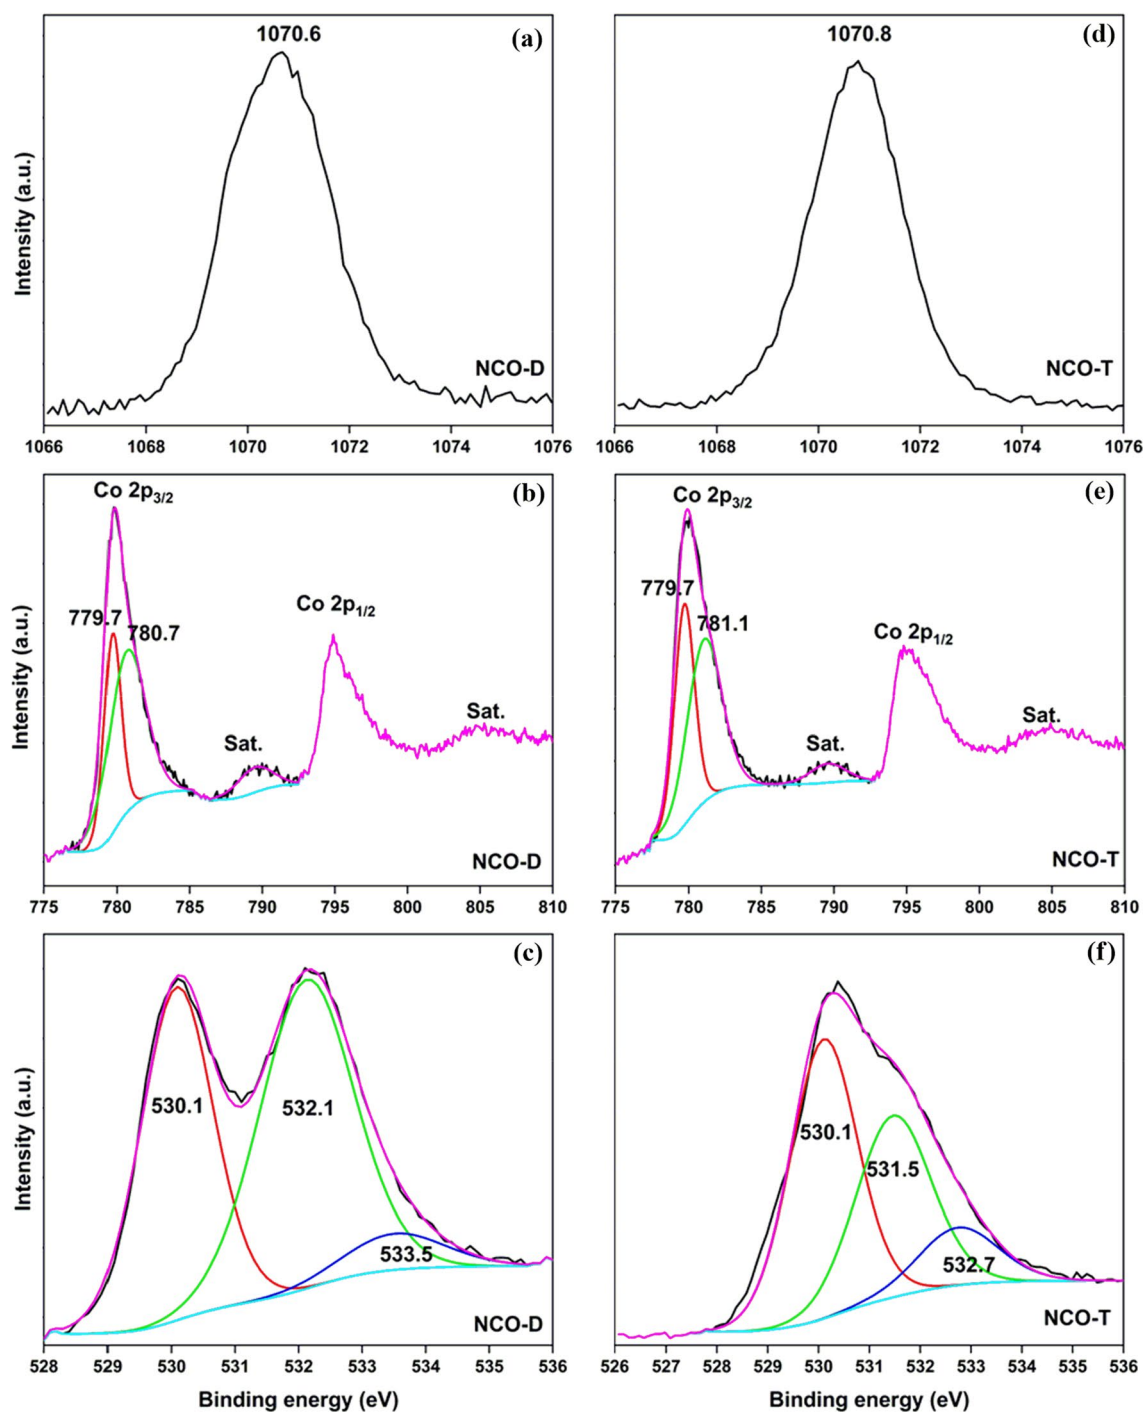 1070.6
(a)
Intensity (a.u.)
NCO-D
1066 1068 1070 1072 1074 1076
1070.8
(d)
NCO-T
1066 1068 1070 1072 1074 1076
Co 2p3/2
(b)
779.7
780.7
Co 2p1/2
Sat.
Sat.
Intensity (a.u.)
NCO-D
775 780 785 790 795 800 805 810
Co 2p3/2
(e)
779.7
781.1
Co 2p1/2
Sat.
Sat.
NCO-T
775 780 785 790 795 800 805 810
(c)
530.1
532.1
533.5
Intensity (a.u.)
NCO-D
528 529 530 531 532 533 534 535 536
Binding energy (eV)
(f)
530.1
531.5
532.7
NCO-T
526 527 528 529 530 531 532 533 534 535 536
Binding energy (eV)